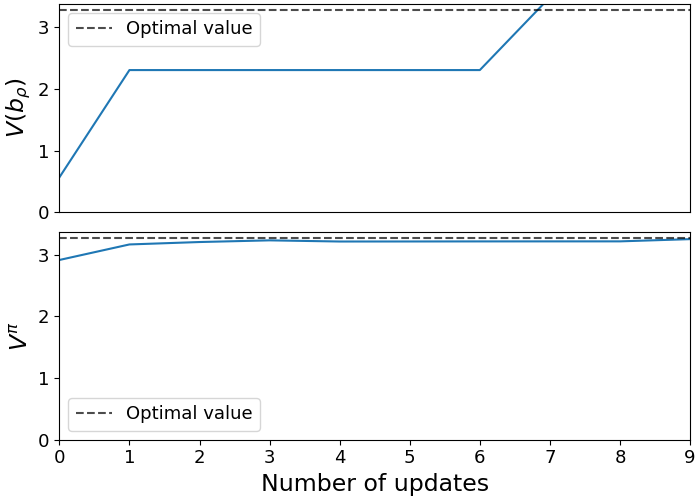 3
2
1
0
V(bρ)
Optimal value
3
2
1
0
V^π
Optimal value
0 1 2 3 4 5 6 7 8 9
Number of updates